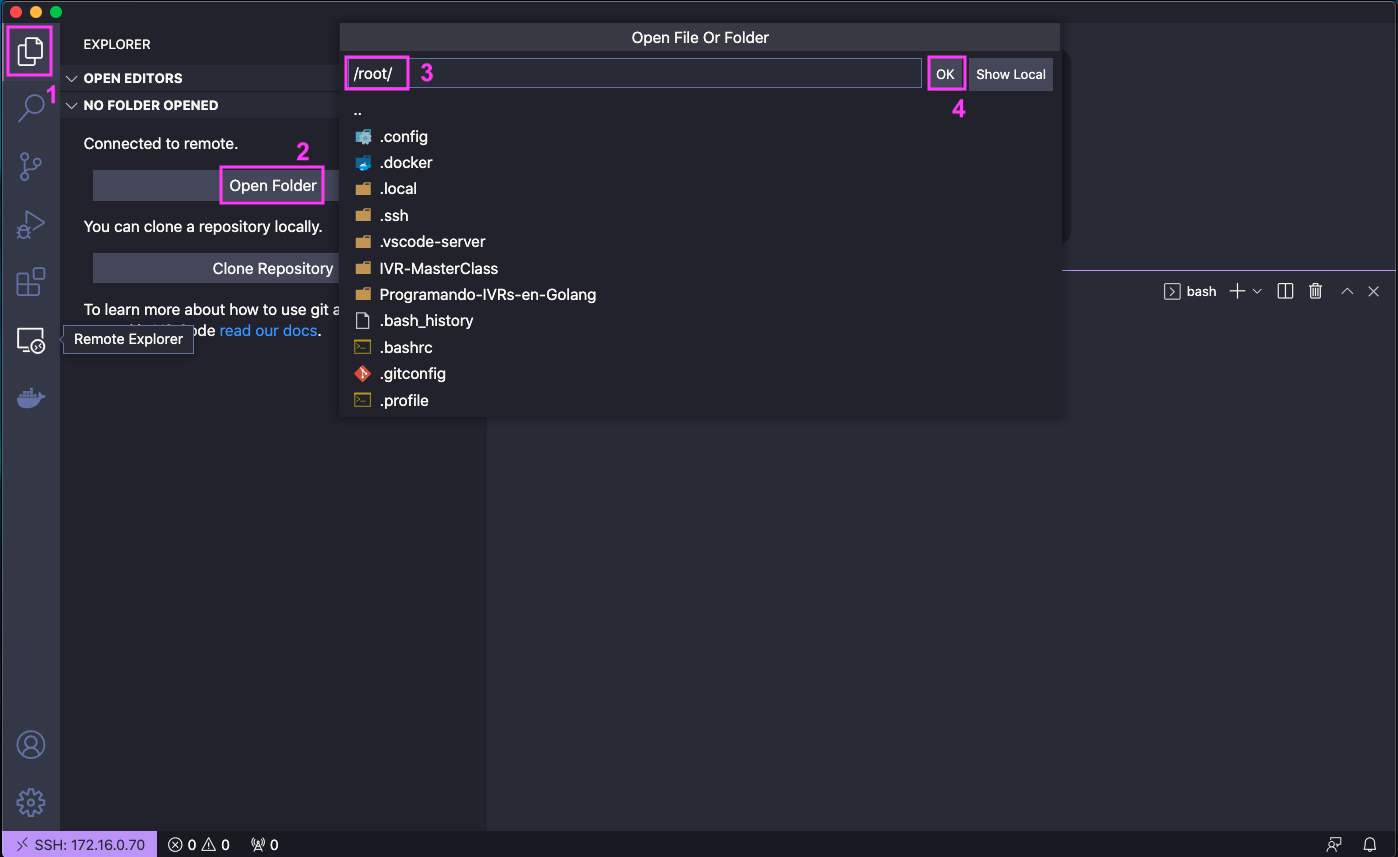 Open File Or Folder
EXPLORER
/root/
3
OK
Show Local
OPEN EDITORS
1
NO FOLDER OPENED
4
..
.config
Connected to remote.
2
.docker
Open Folder
.local
.ssh
You can clone a repository locally.
.vscode-server
Clone Repository
IVR-MasterClass
Programando-IVRs-en-Golang
bash
To learn more about how to use git a
.bash_history
ode read our docs.
Remote Explorer
.bashrc
.gitconfig
.profile
SSH: 172.16.0.70
0
0
0